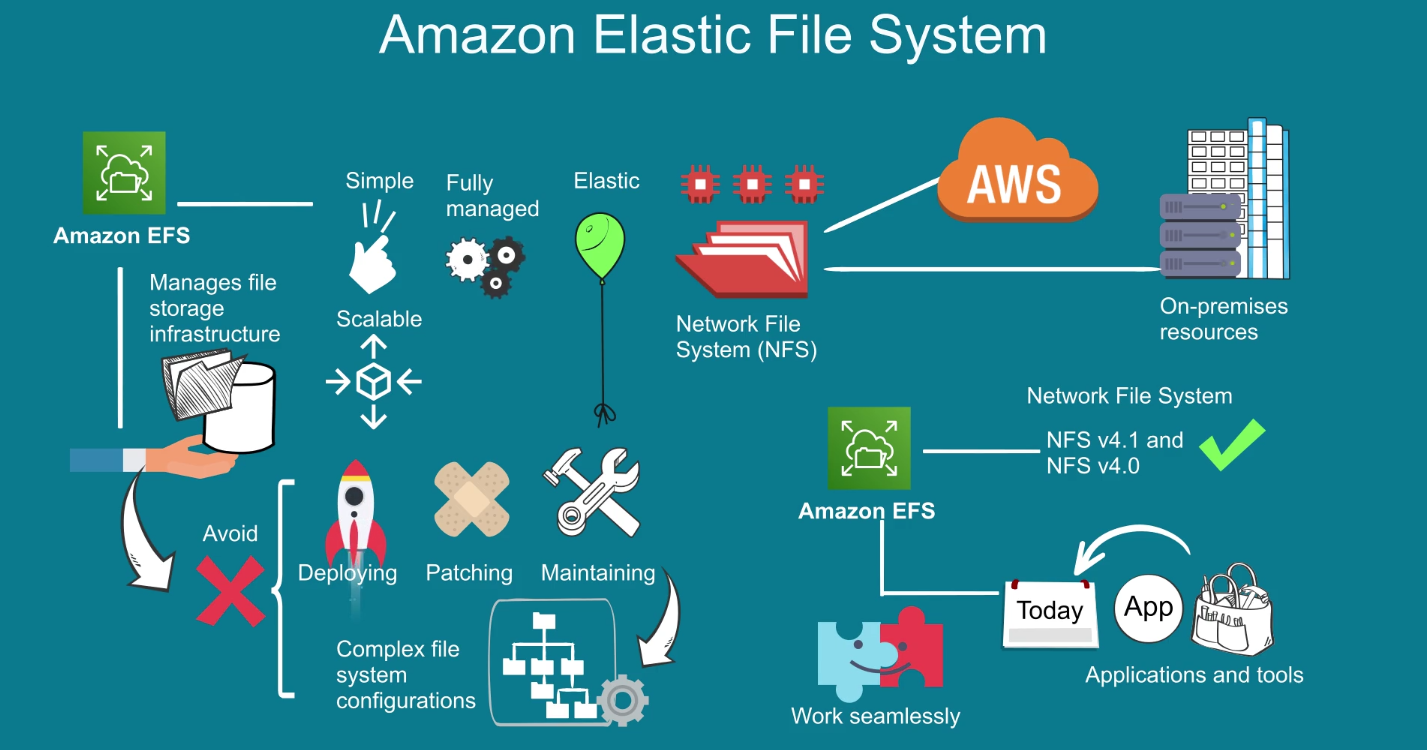 Amazon Elastic File System
Amazon EFS
Simple
Fully
managed
Elastic
Manages file
storage
infrastructure
Scalable
Network File
System (NFS)
AWS
On-premises
resources
Avoid
Deploying
Patching
Maintaining
Complex file
system
configurations
Network File System
NFS v4.1 and
NFS v4.0
Amazon EFS
Today
App
Applications and tools
Work seamlessly